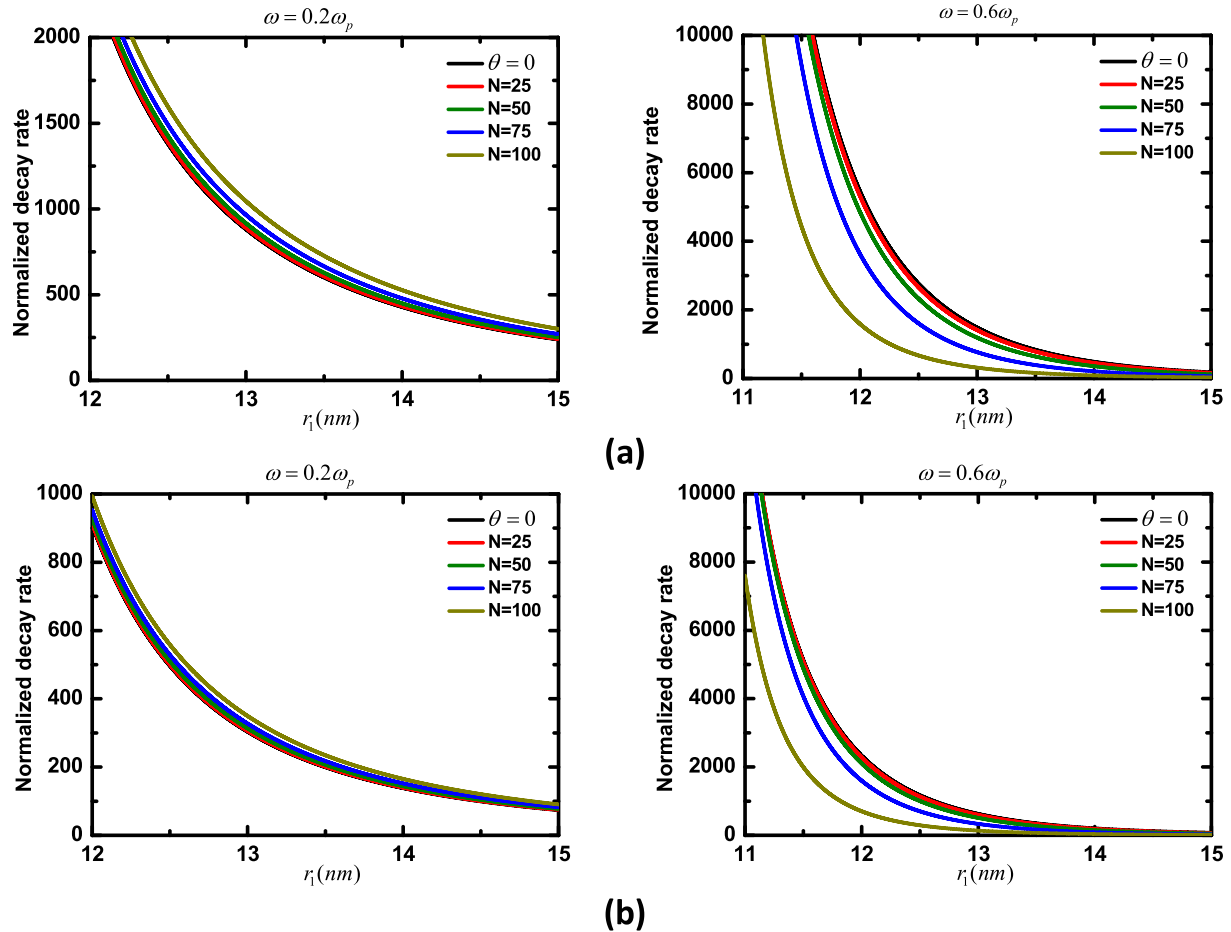 ω = 0.2ω_p
Normalized decay rate
2000
1500
1000
500
0
θ = 0
N=25
N=50
N=75
N=100
12
13
14
15
r₁(nm)
ω = 0.6ω_p
Normalized decay rate
10000
8000
6000
4000
2000
0
θ = 0
N=25
N=50
N=75
N=100
11
12
13
14
15
r₁(nm)
(a)
ω = 0.2ω_p
Normalized decay rate
1000
800
600
400
200
0
θ = 0
N=25
N=50
N=75
N=100
12
13
14
15
r₁(nm)
ω = 0.6ω_p
Normalized decay rate
10000
8000
6000
4000
2000
0
θ = 0
N=25
N=50
N=75
N=100
11
12
13
14
15
r₁(nm)
(b)